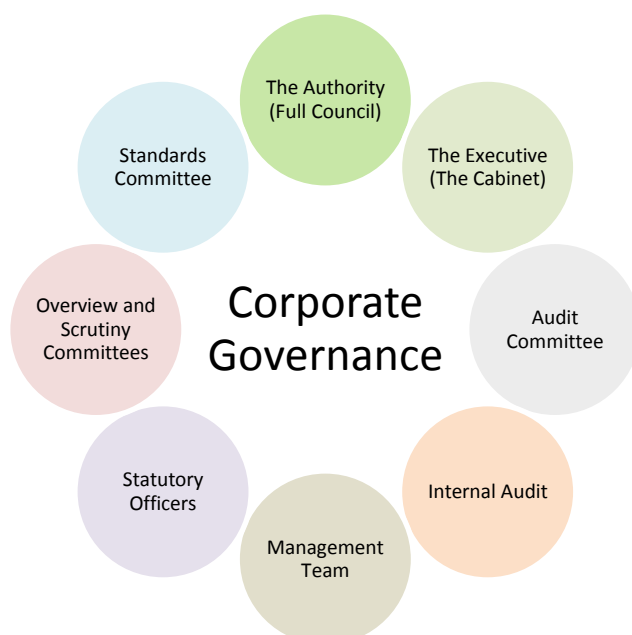 The Authority
(Full Council)
The Executive
(The Cabinet)
Audit
Committee
Internal Audit
Management
Team
Statutory
Officers
Overview and
Scrutiny
Committees
Standards
Committee
Corporate
Governance